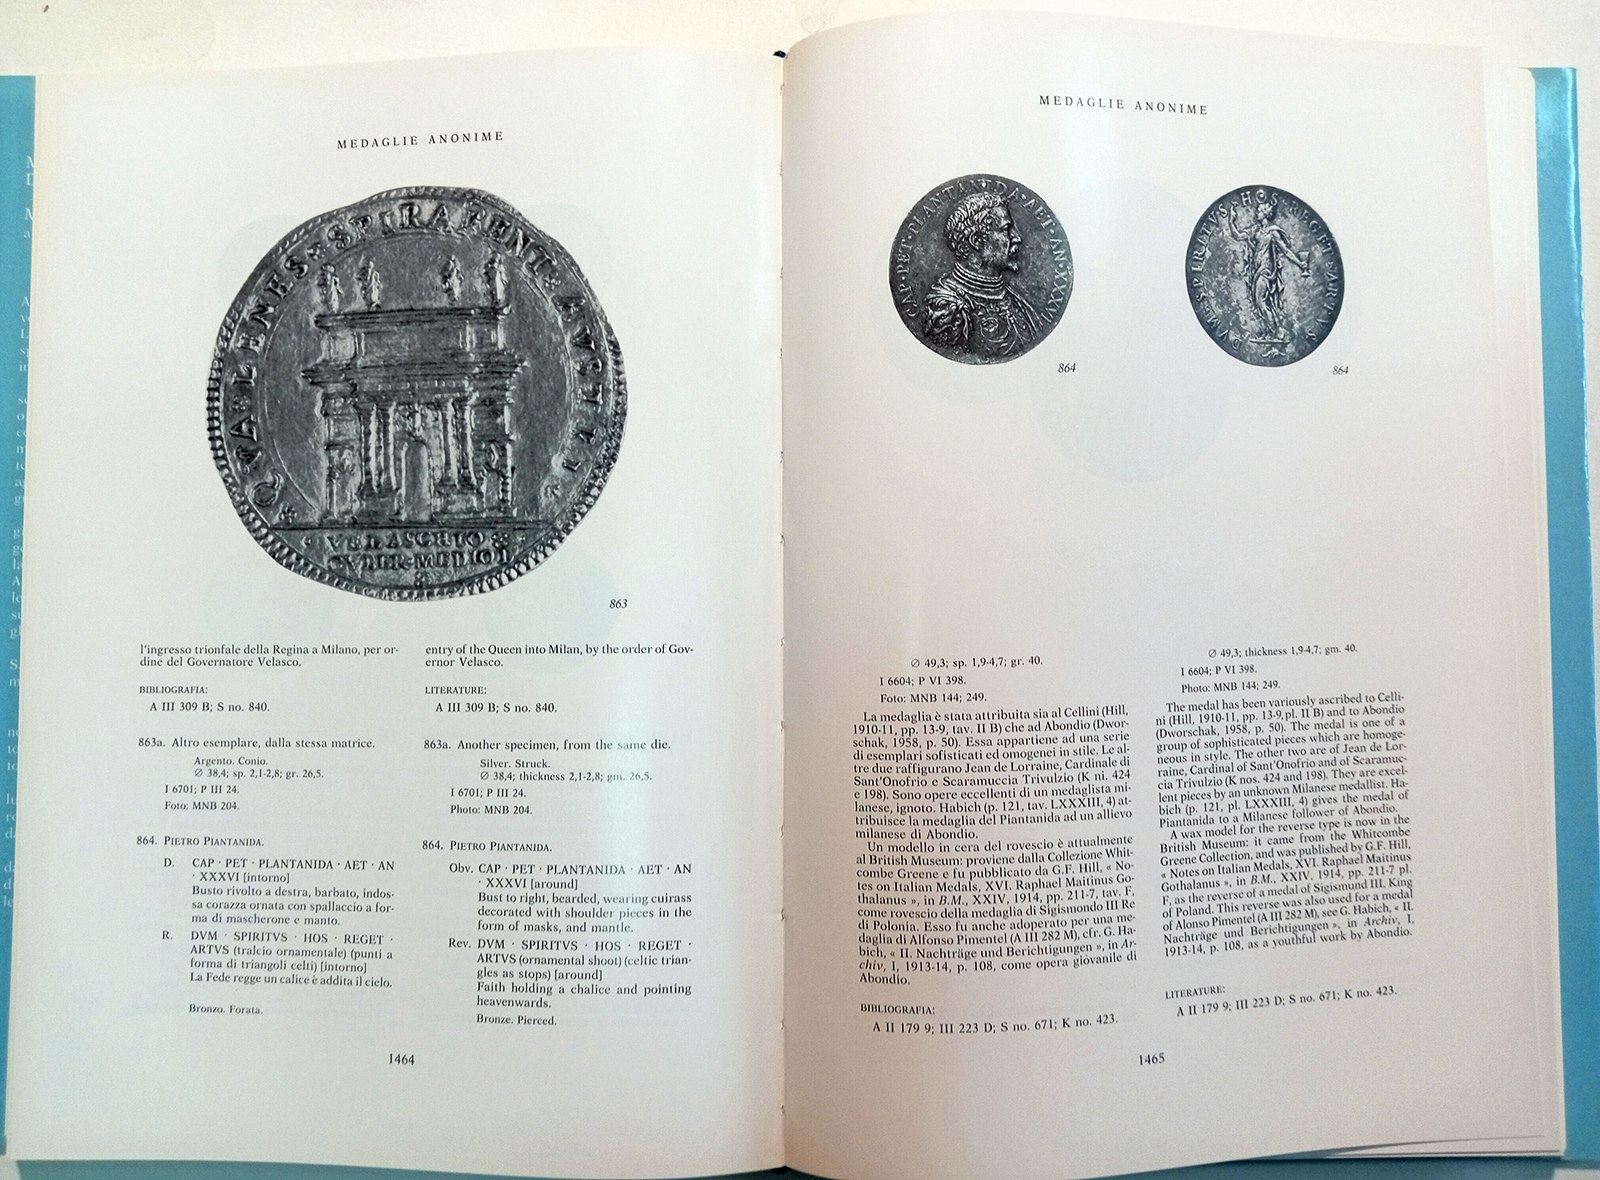 MEDAGLIE ANONIME
QVA LENES * SPIRARENT * AVSTRI
VELASCHIO
GVBER·MEDIOL
863
l'ingresso trionfale della Regina a Milano, per or-
dine del Governatore Velasco.
BIBLIOGRAFIA:
A III 309 B; S no. 840.
863a. Altro esemplare, dalla stessa matrice.
Argento. Conio.
∅ 38,4; sp. 2,1-2,8; gr. 26,5.
I 6701; P III 24.
Foto: MNB 204.
864. PIETRO PIANTANIDA.
D. CAP · PET · PLANTANIDA · AET · AN
· XXXVI [intorno]
Busto rivolto a destra, barbato, indos-
sa corazza ornata con spallaccio a for-
ma di mascherone e manto.
R. DVM · SPIRITVS · HOS · REGET ·
ARTVS (tralcio ornamentale) (punti a
forma di triangoli celti) [intorno]
La Fede regge un calice è addita il cielo.
Bronzo. Forata.
entry of the Queen into Milan, by the order of Gov-
ernor Velasco.
LITERATURE:
A III 309 B; S no. 840.
863a. Another specimen, from the same die.
Silver. Struck.
∅ 38,4; thickness 2,1-2,8; gm. 26,5.
I 6701; P III 24.
Photo: MNB 204.
864. PIETRO PIANTANIDA.
Obv. CAP · PET · PLANTANIDA · AET · AN
· XXXVI [around]
Bust to right, bearded, wearing cuirass
decorated with shoulder pieces in the
form of masks, and mantle.
Rev. DVM · SPIRITVS · HOS · REGET ·
ARTVS (ornamental shoot) (celtic trian-
gles as stops) [around]
Faith holding a chalice and pointing
heavenwards.
Bronze. Pierced.
1464
MEDAGLIE ANONIME
CAP·PET·PLANTANIDA·AET·AN·XXXVI
864
DVM·SPIRITVS·HOS·REGET·ARTVS
864
∅ 49,3; sp. 1,9-4,7; gr. 40.
I 6604; P VI 398.
Foto: MNB 144; 249.
La medaglia è stata attribuita sia al Cellini (Hill,
1910-11, pp. 13-9, tav. II B) che ad Abondio (Dwor-
schak, 1958, p. 50). Essa appartiene ad una serie
di esemplari sofisticati ed omogenei in stile. Le al-
tre due raffigurano Jean de Lorraine, Cardinale di
Sant'Onofrio e Scaramuccia Trivulzio (K ni. 424
e 198). Sono opere eccellenti di un medaglista mi-
lanese, ignoto. Habich (p. 121, tav. LXXXIII, 4) at-
tribuisce la medaglia del Piantanida ad un allievo
milanese di Abondio.
Un modello in cera del rovescio è attualmente
al British Museum: proviene dalla Collezione Whit-
combe Greene e fu pubblicato da G.F. Hill, « No-
tes on Italian Medals, XVI. Raphael Maitinus Go-
thalanus », in B.M., XXIV, 1914, pp. 211-7, tav. F,
come rovescio della medaglia di Sigismondo III Re
di Polonia. Esso fu anche adoperato per una me-
daglia di Alfonso Pimentel (A III 282 M), cfr. G. Ha-
bich, « II. Nachträge und Berichtigungen », in Ar-
chiv, I, 1913-14, p. 108, come opera giovanile di
Abondio.
BIBLIOGRAFIA:
A II 179 9; III 223 D; S no. 671; K no. 423.
∅ 49,3; thickness 1,9-4,7; gm. 40.
I 6604; P VI 398.
Photo: MNB 144; 249.
The medal has been variously ascribed to Celli-
ni (Hill, 1910-11, pp. 13-9, pl. II B) and to Abondio
(Dworschak, 1958, p. 50). The medal is one of a
group of sophisticated pieces which are homoge-
neous in style. The other two are of Jean de Lor-
raine, Cardinal of Sant'Onofrio and of Scaramuc-
cia Trivulzio (K nos. 424 and 198). They are excel-
lent pieces by an unknown Milanese medallist. Ha-
bich (p. 121, pl. LXXXIII, 4) gives the medal of
Piantanida to a Milanese follower of Abondio.
A wax model for the reverse type is now in the
British Museum: it came from the Whitcombe
Greene Collection, and was published by G.F. Hill,
« Notes on Italian Medals, XVI. Raphael Maitinus
Gothalanus », in B.M., XXIV, 1914, pp. 211-7 pl.
F, as the reverse of a medal of Sigismund III, King
of Poland. This reverse was also used for a medal
of Alonso Pimentel (A III 282 M), see G. Habich, « II.
Nachträge und Berichtigungen », in Archiv, I,
1913-14, p. 108, as a youthful work by Abondio.
LITERATURE:
A II 179 9; III 223 D; S no. 671; K no. 423.
1465